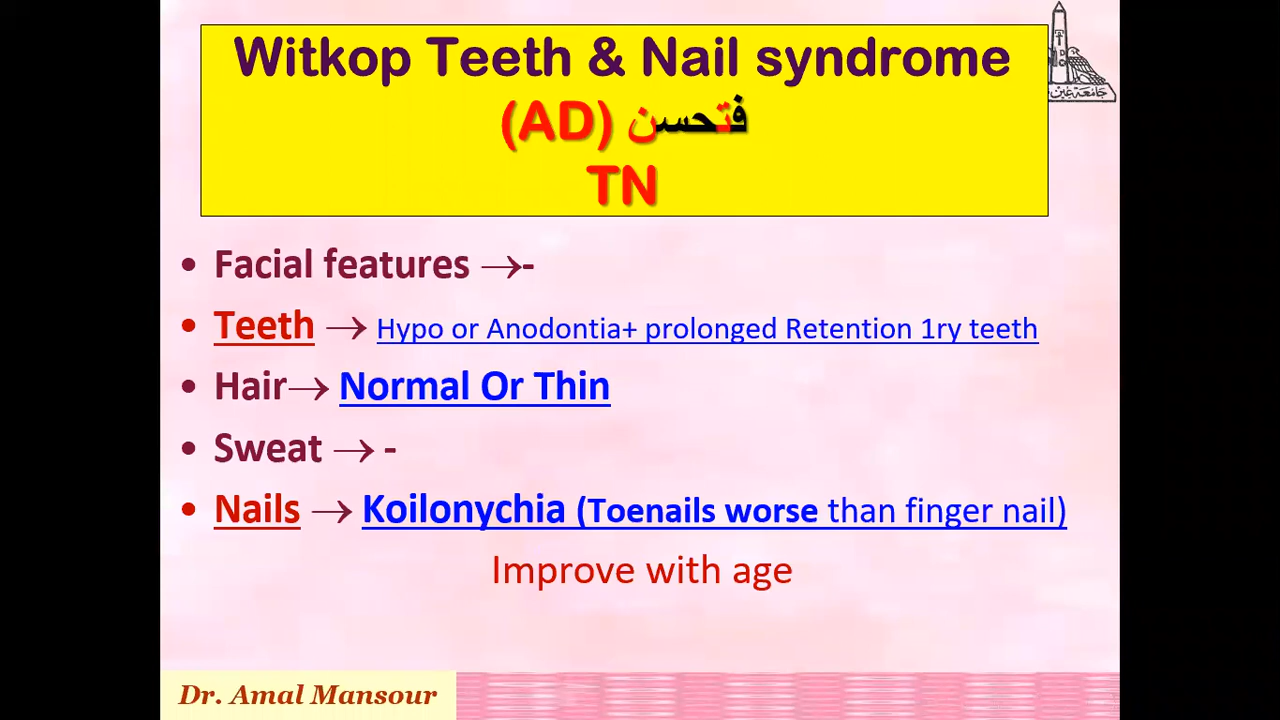 Witkop Teeth & Nail syndrome
(AD) فتحسن
TN
• Facial features →-
• Teeth → Hypo or Anodontia+ prolonged Retention 1ry teeth
• Hair→ Normal Or Thin
• Sweat → -
• Nails → Koilonychia (Toenails worse than finger nail)
Improve with age
Dr. Amal Mansour